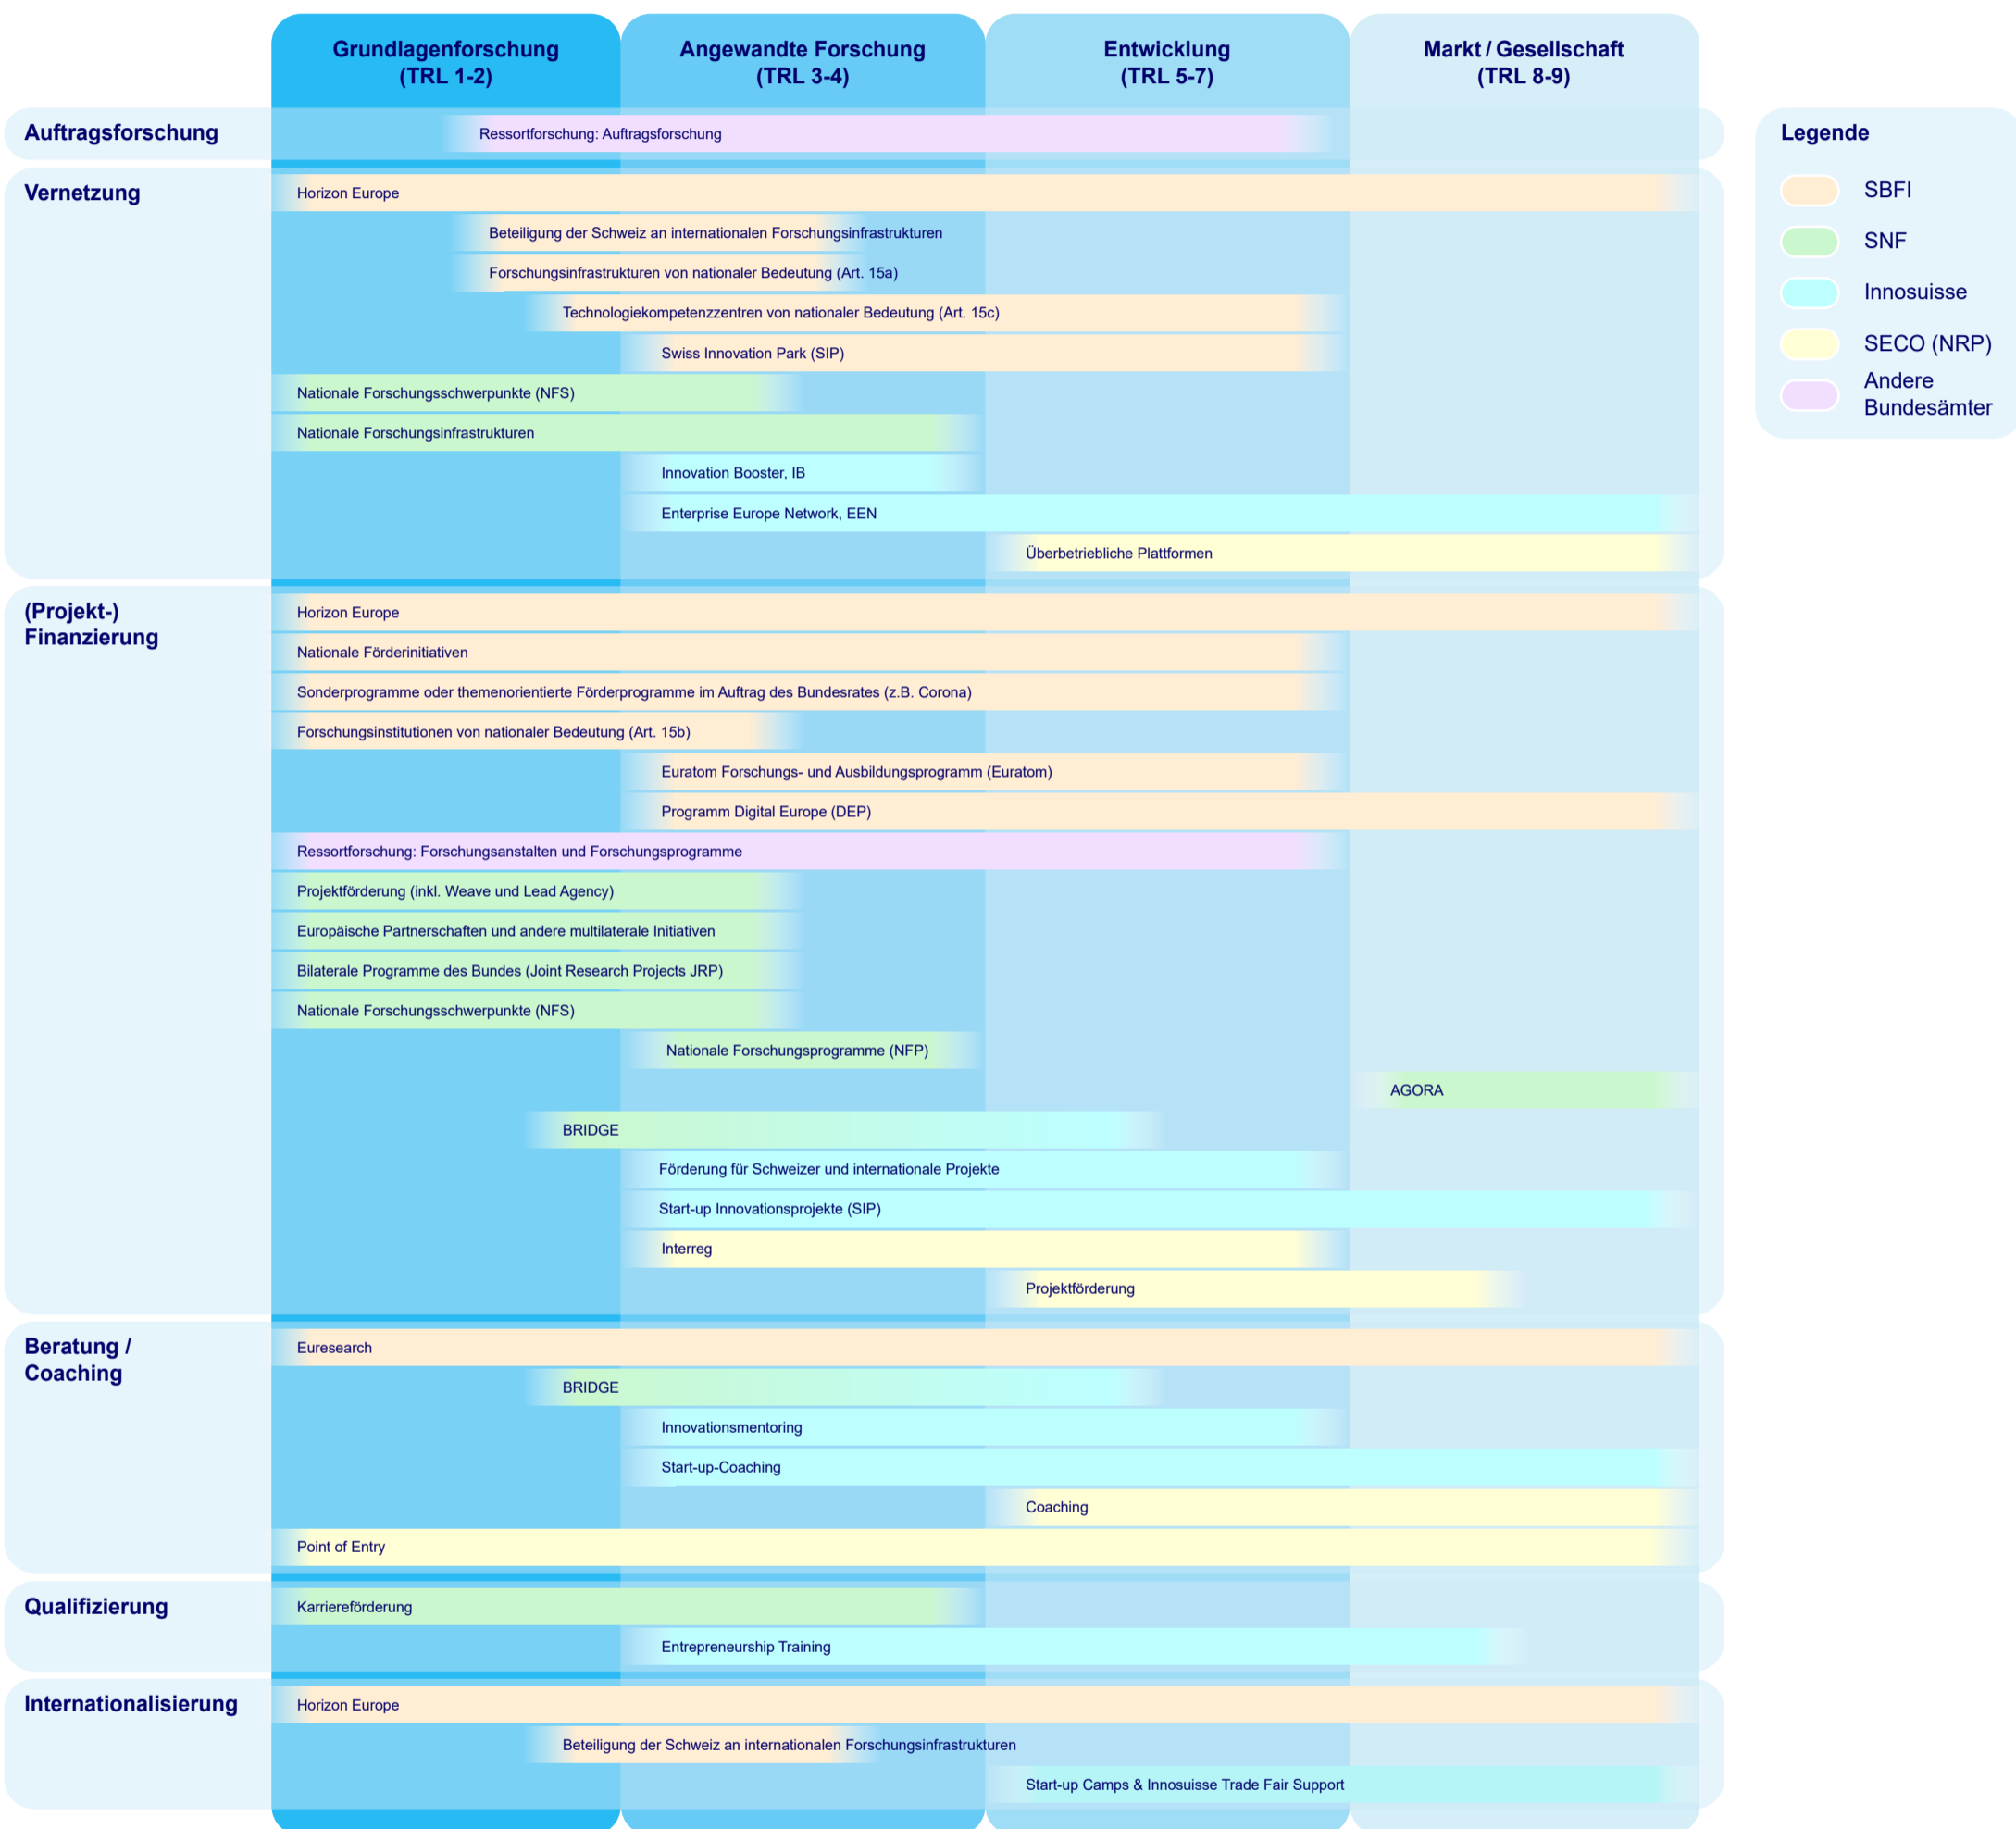 Grundlagenforschung
(TRL 1-2)
Angewandte Forschung
(TRL 3-4)
Entwicklung
(TRL 5-7)
Markt / Gesellschaft
(TRL 8-9)
Auftragsforschung
Ressortforschung: Auftragsforschung
Legende
SBFI
SNF
Innosuisse
SECO (NRP)
Andere
Bundesämter
Vernetzung
Horizon Europe
Beteiligung der Schweiz an internationalen Forschungsinfrastrukturen
Forschungsinfrastrukturen von nationaler Bedeutung (Art. 15a)
Technologiekompetenzzentren von nationaler Bedeutung (Art. 15c)
Swiss Innovation Park (SIP)
Nationale Forschungsschwerpunkte (NFS)
Nationale Forschungsinfrastrukturen
Innovation Booster, IB
Enterprise Europe Network, EEN
Überbetriebliche Plattformen
(Projekt-)
Finanzierung
Horizon Europe
Nationale Förderinitiativen
Sonderprogramme oder themenorientierte Förderprogramme im Auftrag des Bundesrates (z.B. Corona)
Forschungsinstitutionen von nationaler Bedeutung (Art. 15b)
Euratom Forschungs- und Ausbildungsprogramm (Euratom)
Programm Digital Europe (DEP)
Ressortforschung: Forschungsanstalten und Forschungsprogramme
Projektförderung (inkl. Weave und Lead Agency)
Europäische Partnerschaften und andere multilaterale Initiativen
Bilaterale Programme des Bundes (Joint Research Projects JRP)
Nationale Forschungsschwerpunkte (NFS)
Nationale Forschungsprogramme (NFP)
AGORA
BRIDGE
Förderung für Schweizer und internationale Projekte
Start-up Innovationsprojekte (SIP)
Interreg
Projektförderung
Beratung /
Coaching
Euresearch
BRIDGE
Innovationsmentoring
Start-up-Coaching
Coaching
Point of Entry
Qualifizierung
Karriereförderung
Entrepreneurship Training
Internationalisierung
Horizon Europe
Beteiligung der Schweiz an internationalen Forschungsinfrastrukturen
Start-up Camps & Innosuisse Trade Fair Support